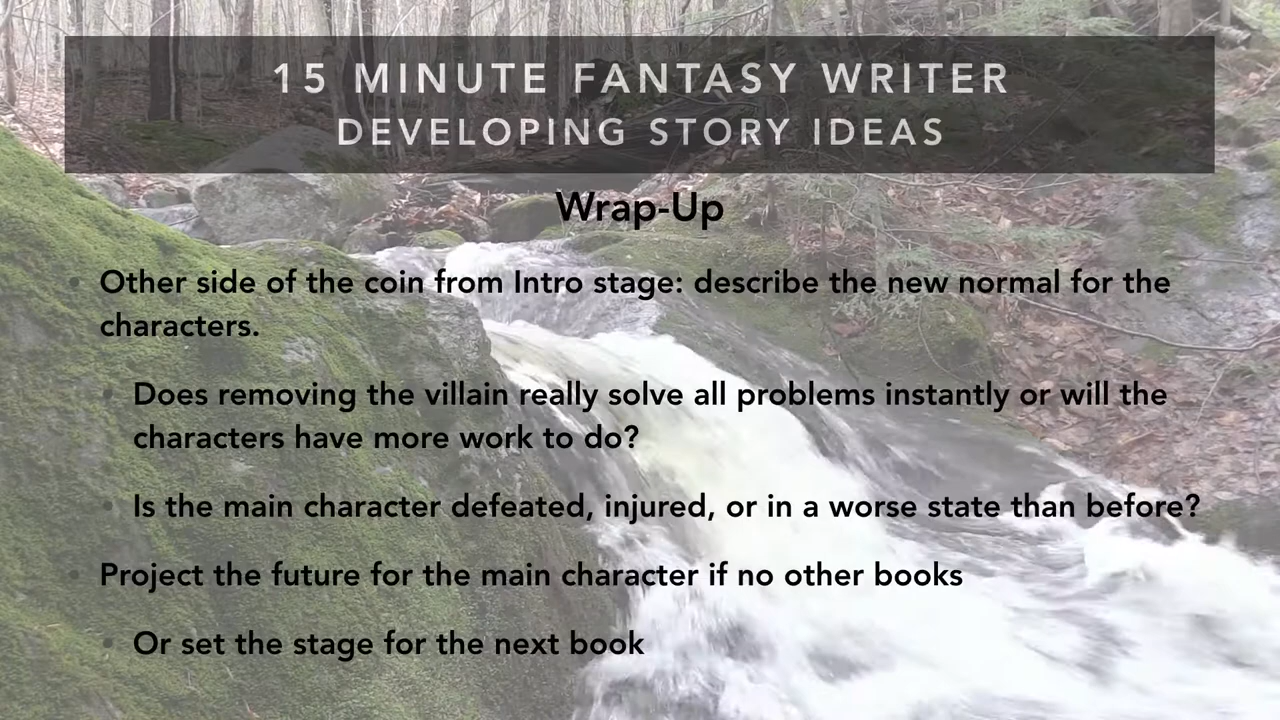 15 MINUTE FANTASY WRITER
DEVELOPING STORY IDEAS
Wrap-Up
Other side of the coin from Intro stage: describe the new normal for the
characters.
Does removing the villain really solve all problems instantly or will the
characters have more work to do?
Is the main character defeated, injured, or in a worse state than before?
Project the future for the main character if no other books
Or set the stage for the next book